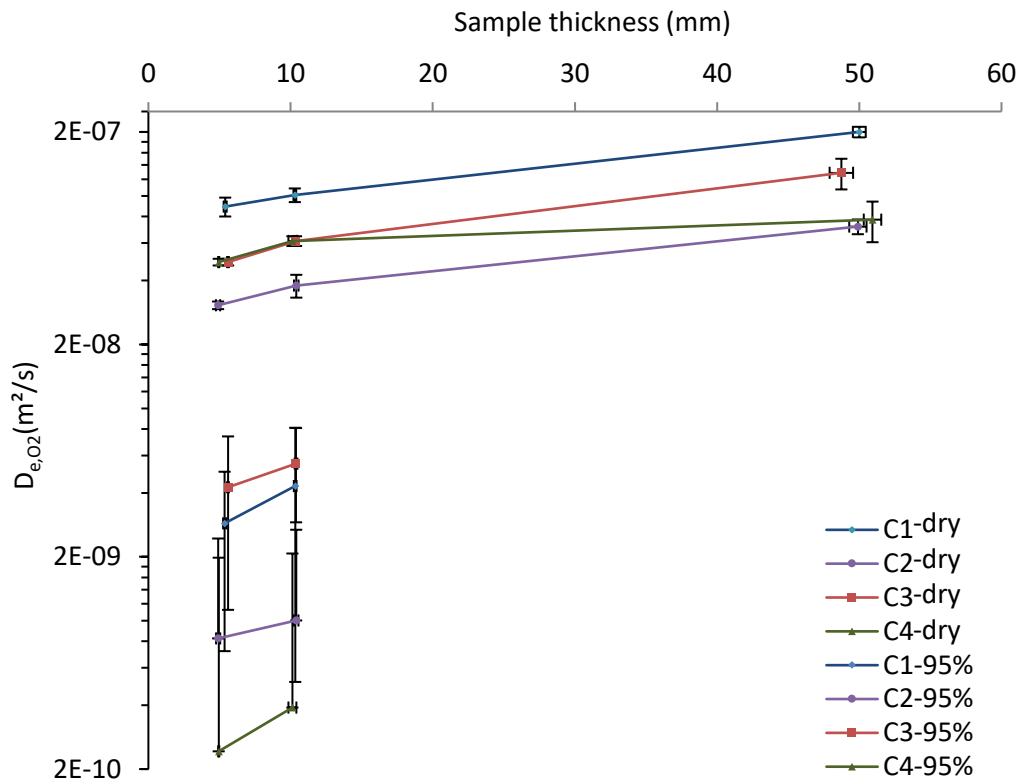 Sample thickness (mm)
0 10 20 30 40 50 60
2E-07
2E-08
2E-09
2E-10
Dₑ,O2(m²/s)
C1-dry
C2-dry
C3-dry
C4-dry
C1-95%
C2-95%
C3-95%
C4-95%